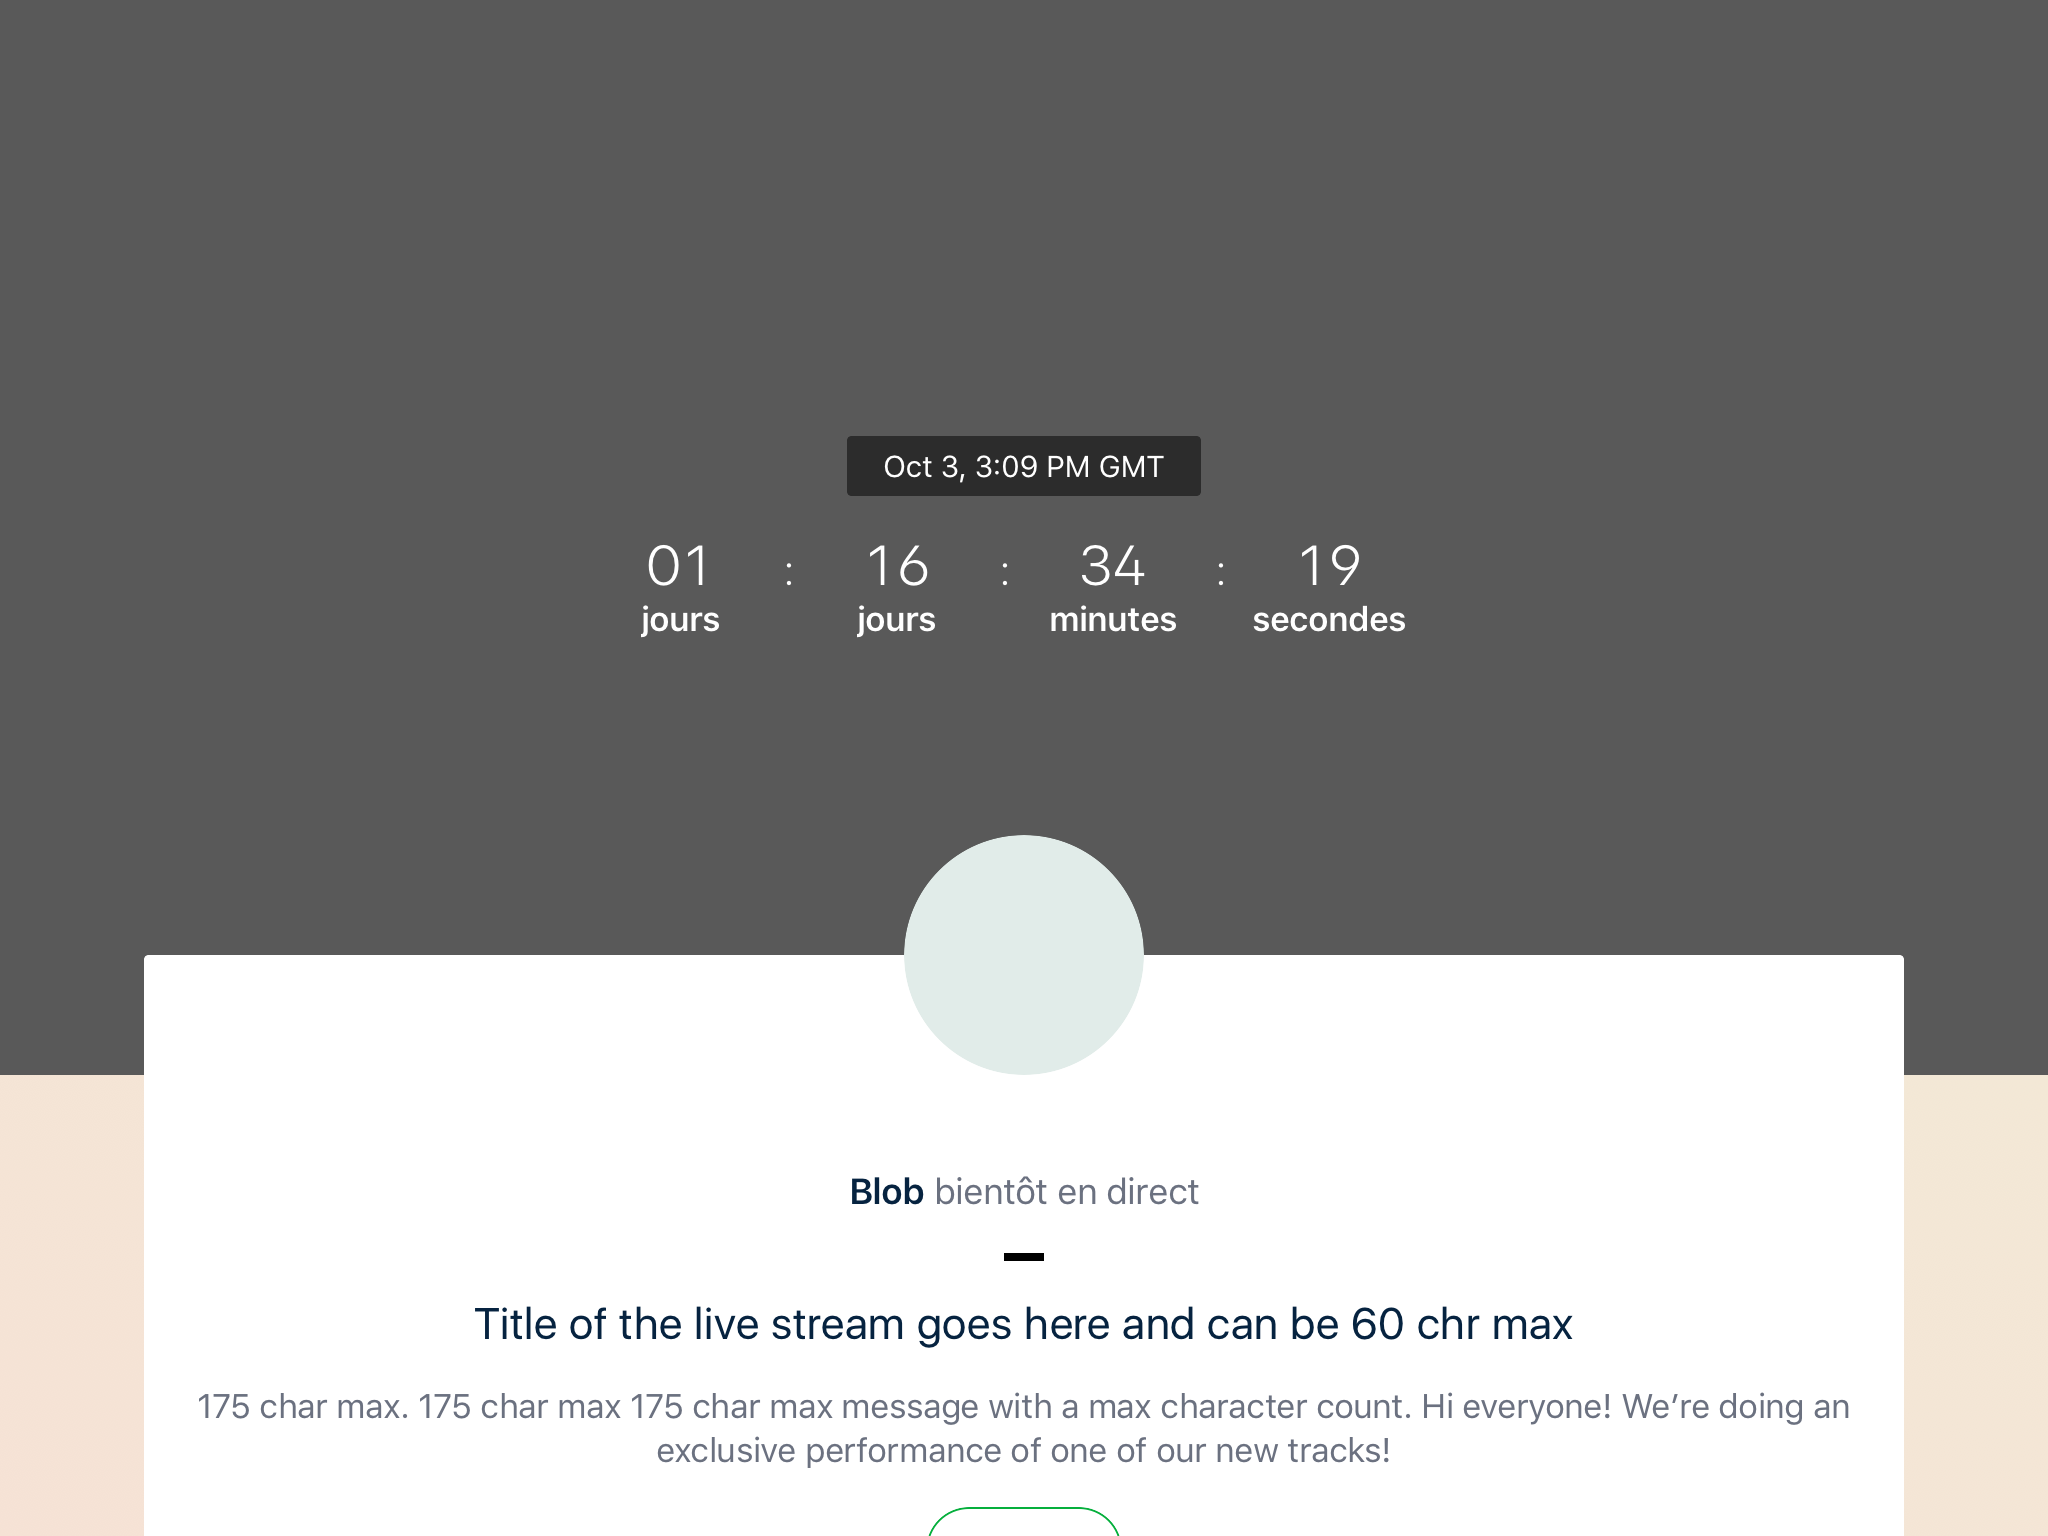 Oct 3, 3:09 PM GMT
01 : 16 : 34 : 19
jours jours minutes secondes
Blob bientôt en direct
Title of the live stream goes here and can be 60 chr max
175 char max. 175 char max 175 char max message with a max character count. Hi everyone! We’re doing an
exclusive performance of one of our new tracks!